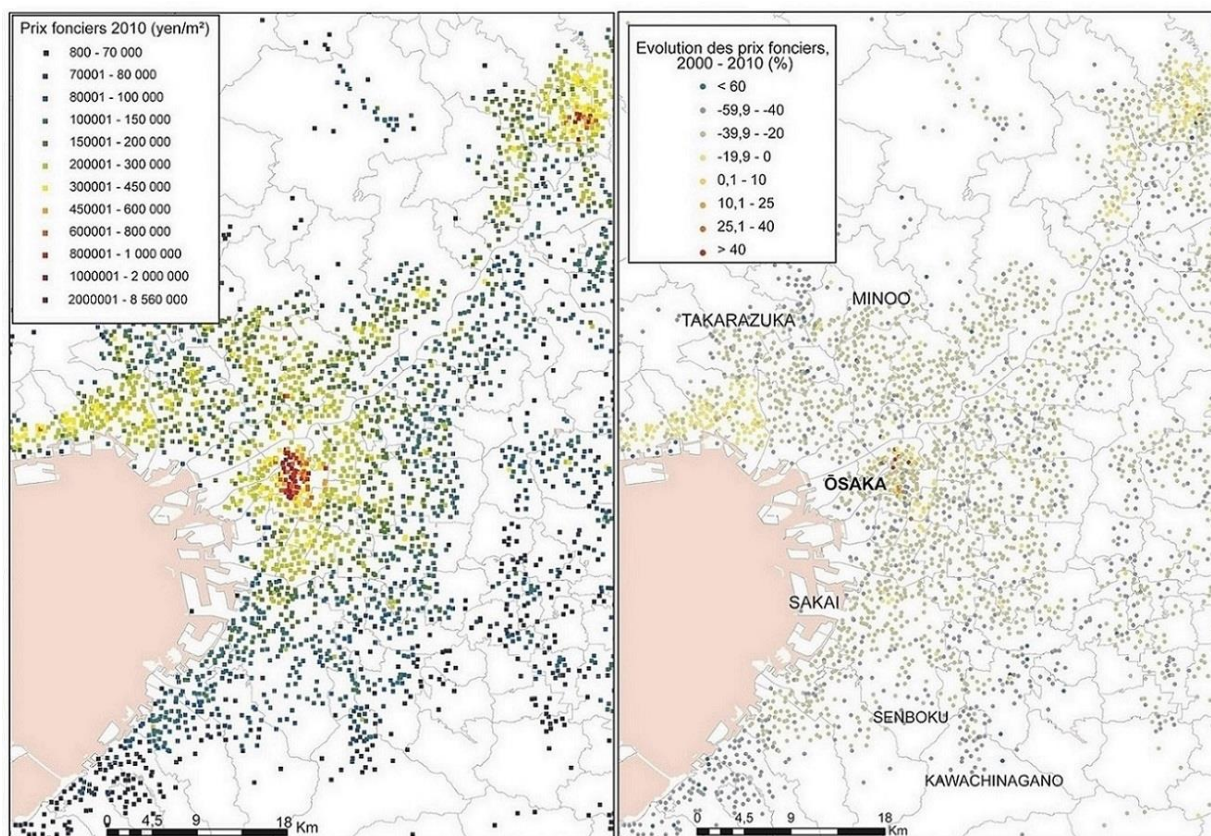 Prix fonciers 2010 (yen/m²)
800 - 70 000
70001 - 80 000
80001 - 100 000
100001 - 150 000
150001 - 200 000
200001 - 300 000
300001 - 450 000
450001 - 600 000
600001 - 800 000
800001 - 1 000 000
1000001 - 2 000 000
2000001 - 8 560 000
0 4,5 9 18 Km
Evolution des prix fonciers,
2000 - 2010 (%)
< 60
-59,9 - -40
-39,9 - -20
-19,9 - 0
0,1 - 10
10,1 - 25
25,1 - 40
> 40
MINOO
TAKARAZUKA
ŌSAKA
SAKAI
SENBOKU
KAWACHINAGANO
0 4,5 9 18
Km